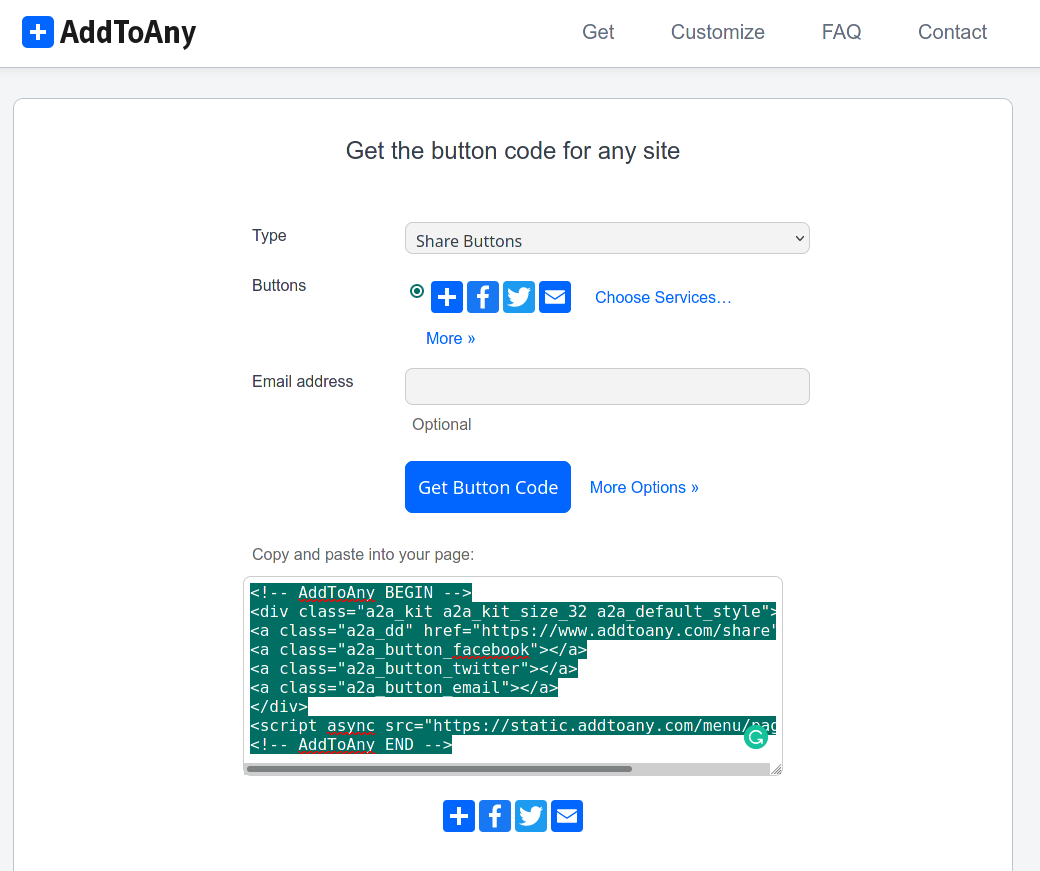 AddToAny
Get Customize FAQ Contact
Get the button code for any site
Type
Share Buttons
Buttons
Choose Services…
More »
Email address
Optional
Get Button Code
More Options »
Copy and paste into your page:
<!-- AddToAny BEGIN -->
<div class="a2a_kit a2a_kit_size_32 a2a_default_style">
<a class="a2a_dd" href="https://www.addtoany.com/share"
<a class="a2a_button_facebook"></a>
<a class="a2a_button_twitter"></a>
<a class="a2a_button_email"></a>
</div>
<script async src="https://static.addtoany.com/menu/pag
<!-- AddToAny END -->